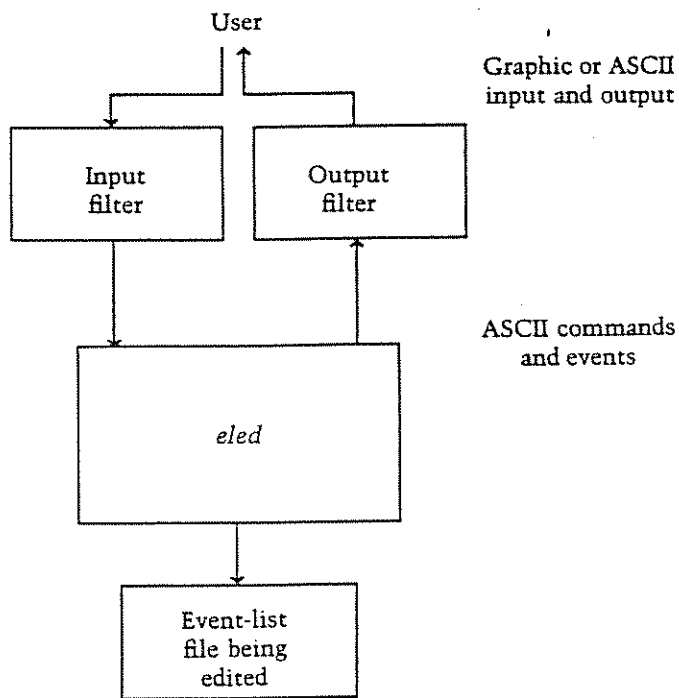 User
Graphic or ASCII
input and output
Input
filter
Output
filter
ASCII commands
and events
eled
Event-list
file being
edited